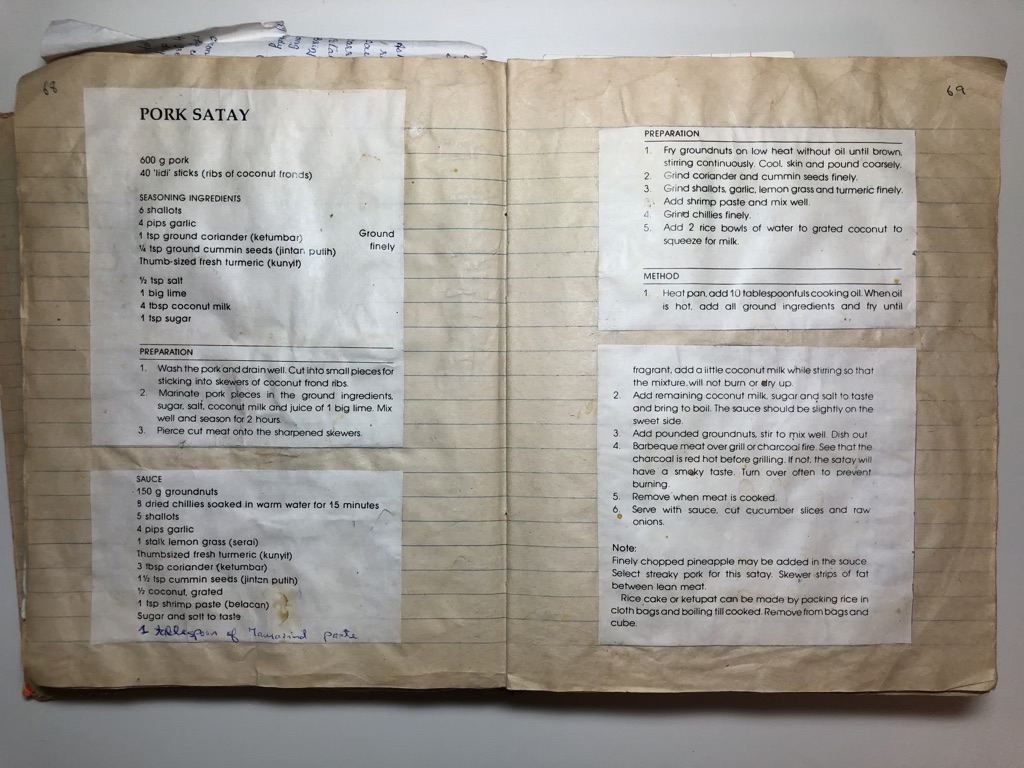 68
PORK SATAY
600 g pork
40 'lidi' sticks (ribs of coconut fronds)
SEASONING INGREDIENTS
6 shallots
4 pips garlic
1 tsp ground coriander (ketumbar)
¼ tsp ground cummin seeds (jintan putih)
Thumb-sized fresh turmeric (kunyit)
Ground
finely
½ tsp salt
1 big lime
4 tbsp coconut milk
1 tsp sugar
PREPARATION
1. Wash the pork and drain well. Cut into small pieces for
sticking into skewers of coconut frond ribs.
2. Marinate pork pieces in the ground ingredients,
sugar, salt, coconut milk and juice of 1 big lime. Mix
well and season for 2 hours.
3. Pierce cut meat onto the sharpened skewers.
SAUCE
150 g groundnuts
8 dried chillies soaked in warm water for 15 minutes
5 shallots
4 pips garlic
1 stalk lemon grass (serai)
Thumbsized fresh turmeric (kunyit)
3 tbsp coriander (ketumbar)
1½ tsp cummin seeds (jintan putih)
½ coconut, grated
1 tsp shrimp paste (belacan)
Sugar and salt to taste
1 tablespoon of Tamarind paste
69
PREPARATION
1. Fry groundnuts on low heat without oil until brown,
stirring continuously. Cool, skin and pound coarsely.
2. Grind coriander and cummin seeds finely.
3. Grind shallots, garlic, lemon grass and turmeric finely.
Add shrimp paste and mix well.
4. Grind chillies finely.
5. Add 2 rice bowls of water to grated coconut to
squeeze for milk.
METHOD
1 Heat pan, add 10 tablespoonfuls cooking oil. When oil
is hot, add all ground ingredients and fry until
fragrant, add a little coconut milk while stirring so that
the mixture will not burn or dry up.
2. Add remaining coconut milk, sugar and salt to taste
and bring to boil. The sauce should be slightly on the
sweet side.
3. Add pounded groundnuts, stir to mix well. Dish out.
4. Barbeque meat over grill or charcoal fire. See that the
charcoal is red hot before grilling. If not, the satay will
have a smoky taste. Turn over often to prevent
burning.
5. Remove when meat is cooked.
6. Serve with sauce, cut cucumber slices and raw
onions.
Note:
Finely chopped pineapple may be added in the sauce
Select streaky pork for this satay. Skewer strips of fat
between lean meat.
Rice cake or ketupat can be made by packing rice in
cloth bags and boiling till cooked. Remove from bags and
cube.